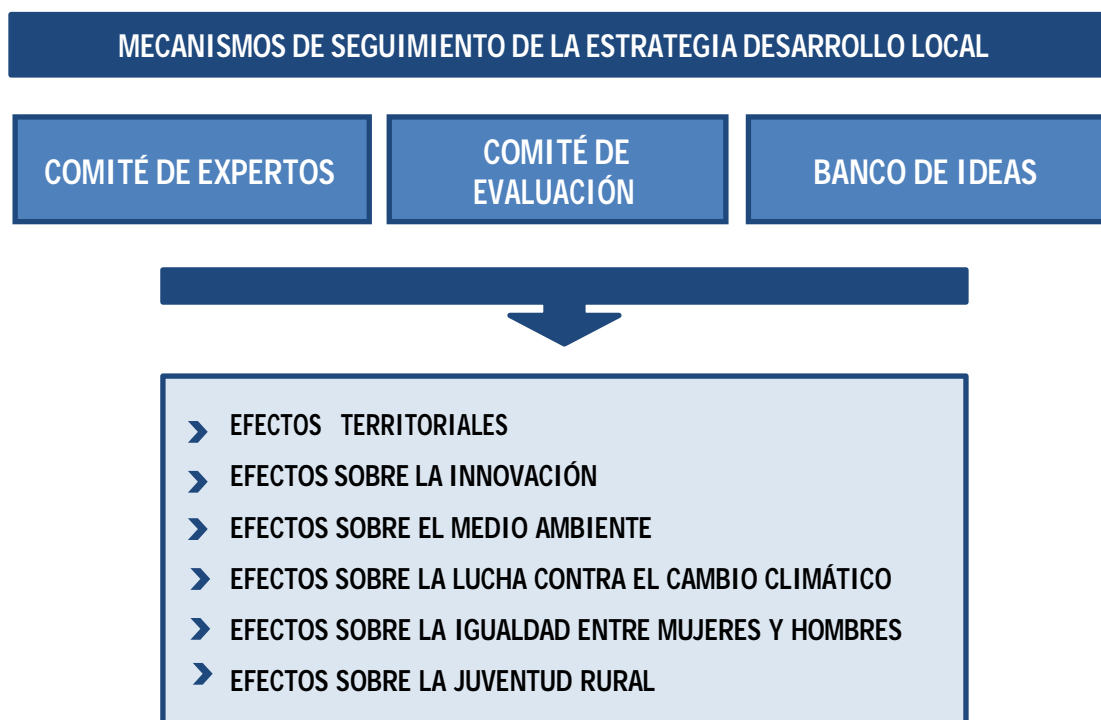 MECANISMOS DE SEGUIMIENTO DE LA ESTRATEGIA DESARROLLO LOCAL
COMITÉ DE EXPERTOS
COMITÉ DE
EVALUACIÓN
BANCO DE IDEAS
EFECTOS TERRITORIALES
EFECTOS SOBRE LA INNOVACIÓN
EFECTOS SOBRE EL MEDIO AMBIENTE
EFECTOS SOBRE LA LUCHA CONTRA EL CAMBIO CLIMÁTICO
EFECTOS SOBRE LA IGUALDAD ENTRE MUJERES Y HOMBRES
EFECTOS SOBRE LA JUVENTUD RURAL